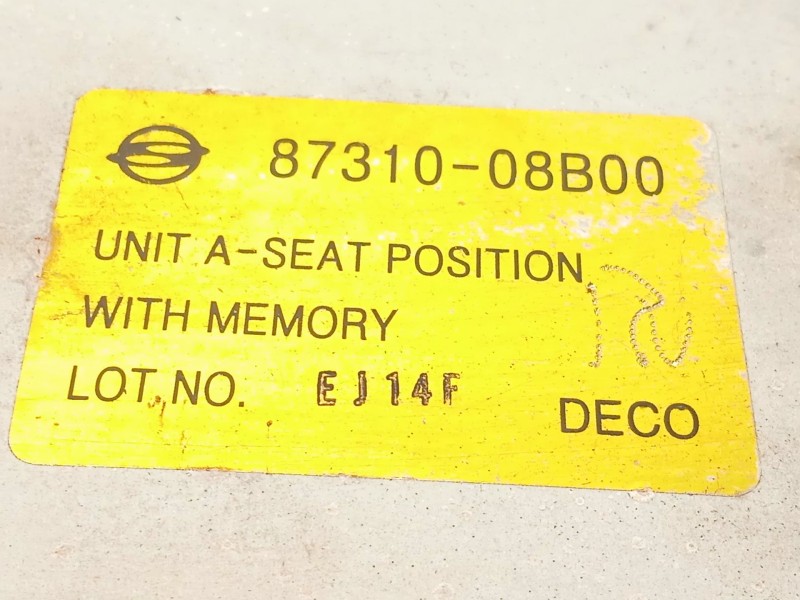 87310-08B00
UNIT A-SEAT POSITION
WITH MEMORY
LOT NO. EJ14F
DECO